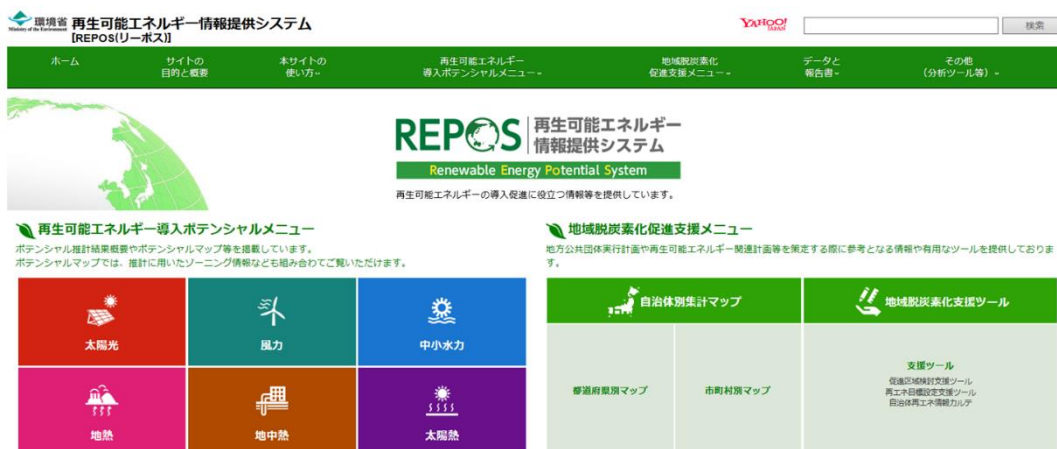 環境省
Ministry of the Environment
再生可能エネルギー情報提供システム
[REPOS(リーポス)]
YAHOO!
JAPAN
検索
ホーム
サイトの
目的と概要
本サイトの
使い方
再生可能エネルギー
導入ポテンシャルメニュー
地域脱炭素化
促進支援メニュー
データと
報告書
その他
(分析ツール等)
REPOS
再生可能エネルギー
情報提供システム
Renewable Energy Potential System
再生可能エネルギーの導入促進に役立つ情報等を提供しています。
再生可能エネルギー導入ポテンシャルメニュー
ポテンシャル推計結果概要やポテンシャルマップ等を掲載しています。
ポテンシャルマップでは、推計に用いたゾーニング情報なども組み合わてご覧いただけます。
太陽光
風力
中小水力
地熱
地中熱
太陽熱
地域脱炭素化促進支援メニュー
地方公共団体実行計画や再生可能エネルギー関連計画等を策定する際に参考となる情報や有用なツールを提供しておりま
す。
自治体別集計マップ
地域脱炭素化支援ツール
都道府県別マップ
市町村別マップ
支援ツール
促進区域検討支援ツール
再エネ目標設定支援ツール
自治体再エネ情報カルテ